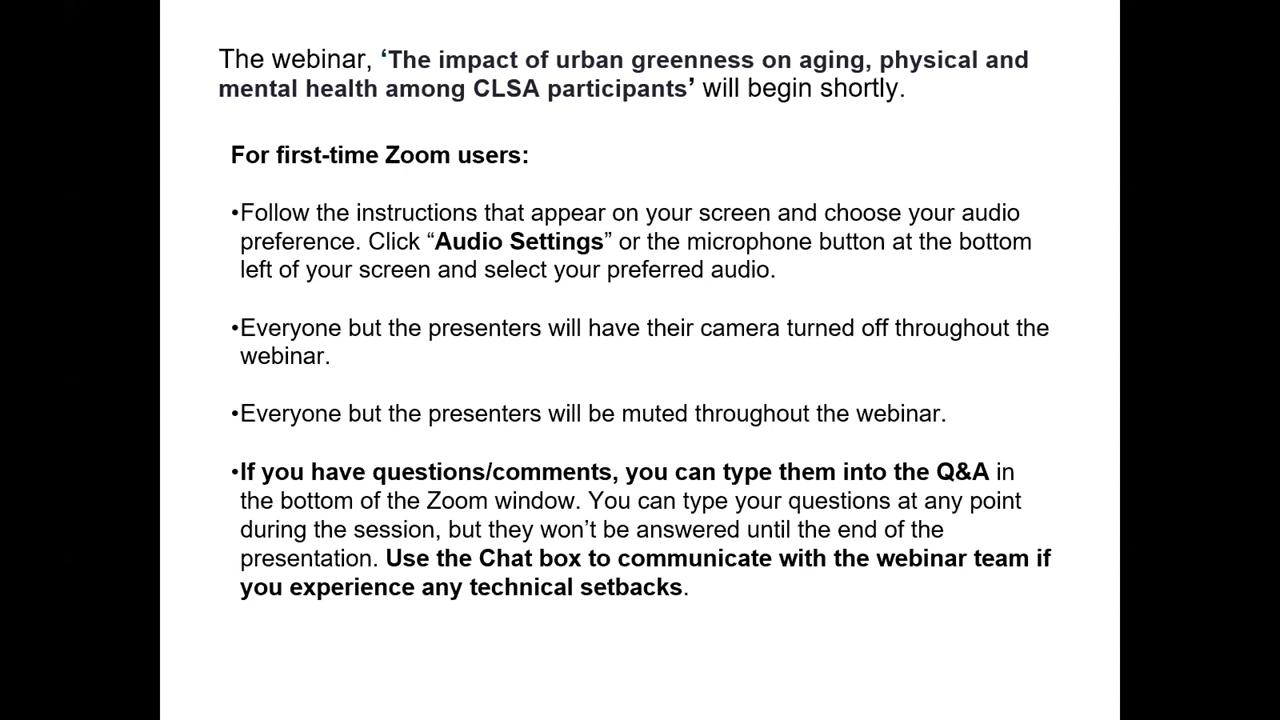 The webinar, ‘The impact of urban greenness on aging, physical and
mental health among CLSA participants’ will begin shortly.
For first-time Zoom users:
•Follow the instructions that appear on your screen and choose your audio
preference. Click “Audio Settings” or the microphone button at the bottom
left of your screen and select your preferred audio.
•Everyone but the presenters will have their camera turned off throughout the
webinar.
•Everyone but the presenters will be muted throughout the webinar.
•If you have questions/comments, you can type them into the Q&A in
the bottom of the Zoom window. You can type your questions at any point
during the session, but they won’t be answered until the end of the
presentation. Use the Chat box to communicate with the webinar team if
you experience any technical setbacks.